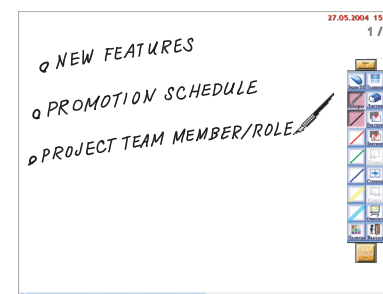 27.05.2004 15
1 /
NEW FEATURES
PROMOTION SCHEDULE
PROJECT TEAM MEMBER/ROLE